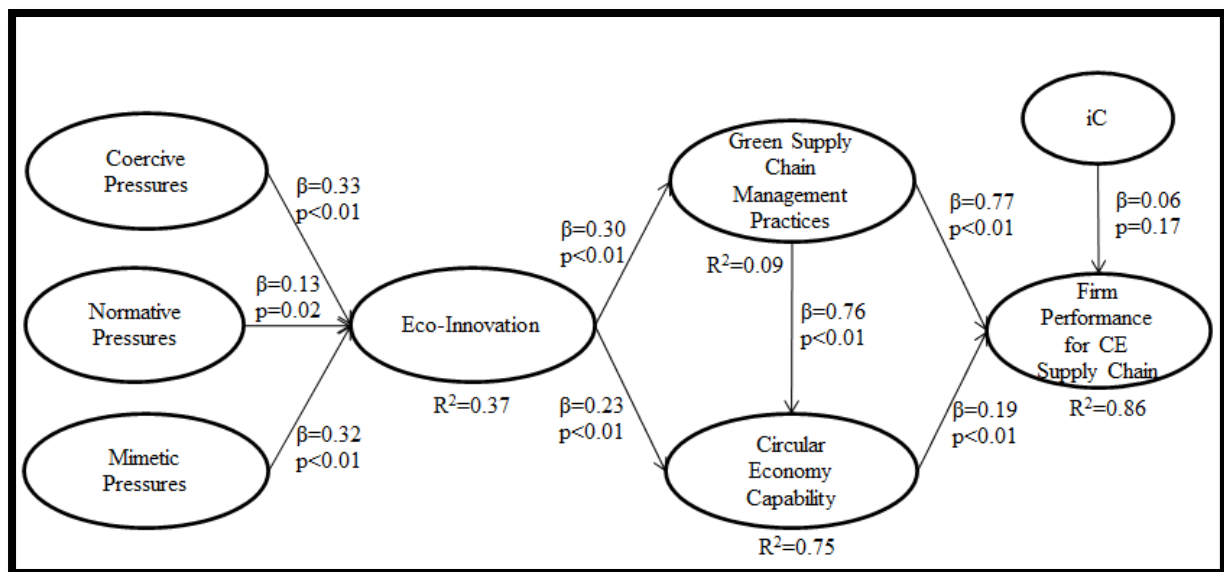 Coercive
Pressures
β=0.33
p<0.01
Normative
Pressures
β=0.13
p=0.02
Mimetic
Pressures
β=0.32
p<0.01
Eco-Innovation
R²=0.37
β=0.30
p<0.01
β=0.23
p<0.01
Green Supply
Chain
Management
Practices
R²=0.09
β=0.76
p<0.01
Circular
Economy
Capability
R²=0.75
β=0.77
p<0.01
β=0.19
p<0.01
iC
β=0.06
p=0.17
Firm
Performance
for CE
Supply Chain
R²=0.86